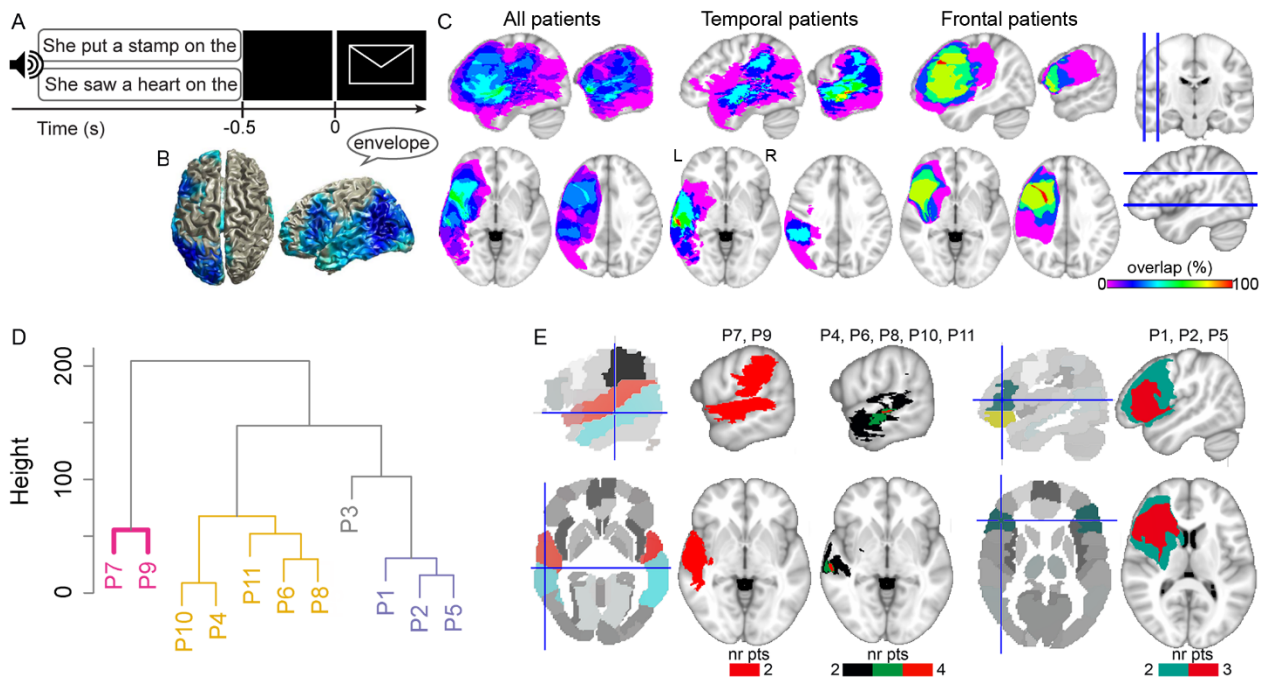 A
She put a stamp on the
She saw a heart on the
Time (s)
-0.5
0
envelope
B
C
All patients
Temporal patients
Frontal patients
L
R
overlap (%)
0
100
D
Height
200
100
0
P7
P9
P10
P4
P11
P6
P8
P3
P1
P2
P5
E
P7, P9
P4, P6, P8, P10, P11
P1, P2, P5
nr pts
2
nr pts
2
4
nr pts
2
3